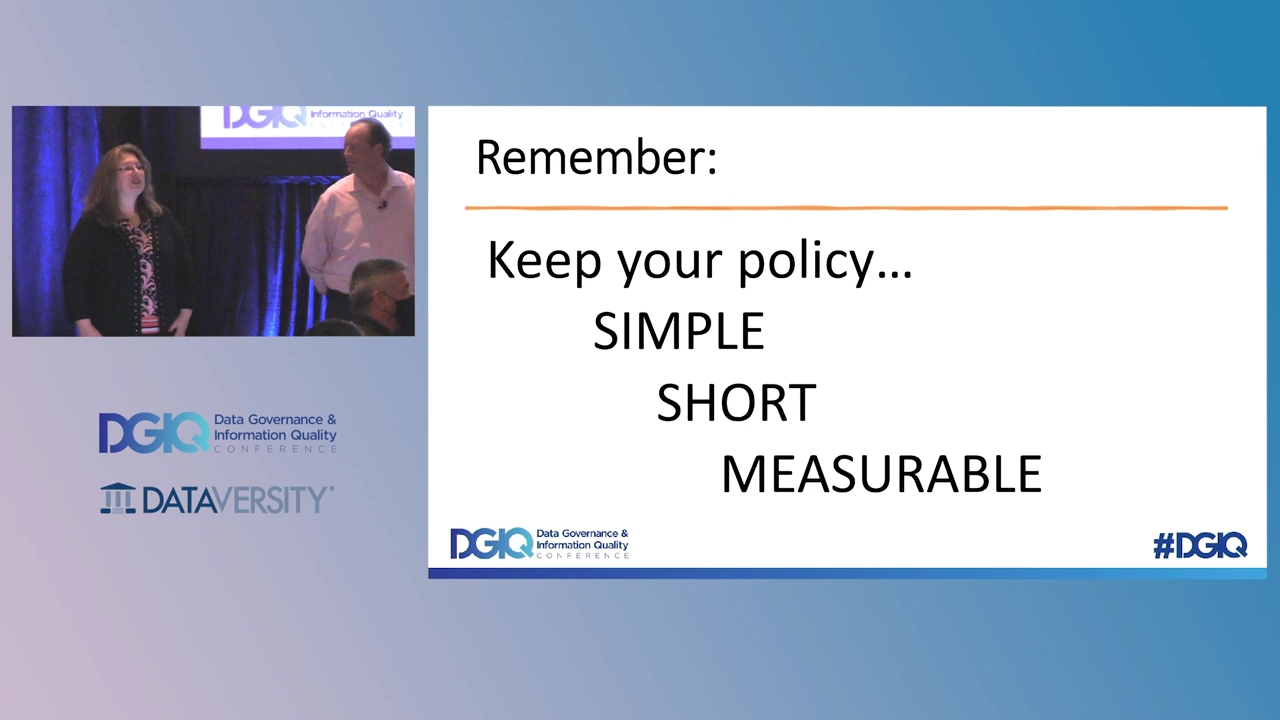 DGIQ
Information Quality
Remember:
Keep your policy...
SIMPLE
SHORT
MEASURABLE
DGIQ Data Governance &
Information Quality
CONFERENCE
DATAVERSITY
DGIQ Data Governance &
Information Quality
CONFERENCE
#DGIQ